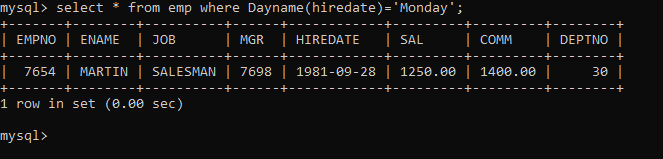 mysql> select * from emp where Dayname(hiredate)='Monday';
+-------+--------+----------+------+------------+---------+---------+--------+
| EMPNO | ENAME  | JOB      | MGR  | HIREDATE   | SAL     | COMM    | DEPTNO |
+-------+--------+----------+------+------------+---------+---------+--------+
|  7654 | MARTIN | SALESMAN | 7698 | 1981-09-28 | 1250.00 | 1400.00 |     30 |
+-------+--------+----------+------+------------+---------+---------+--------+
1 row in set (0.00 sec)
mysql>